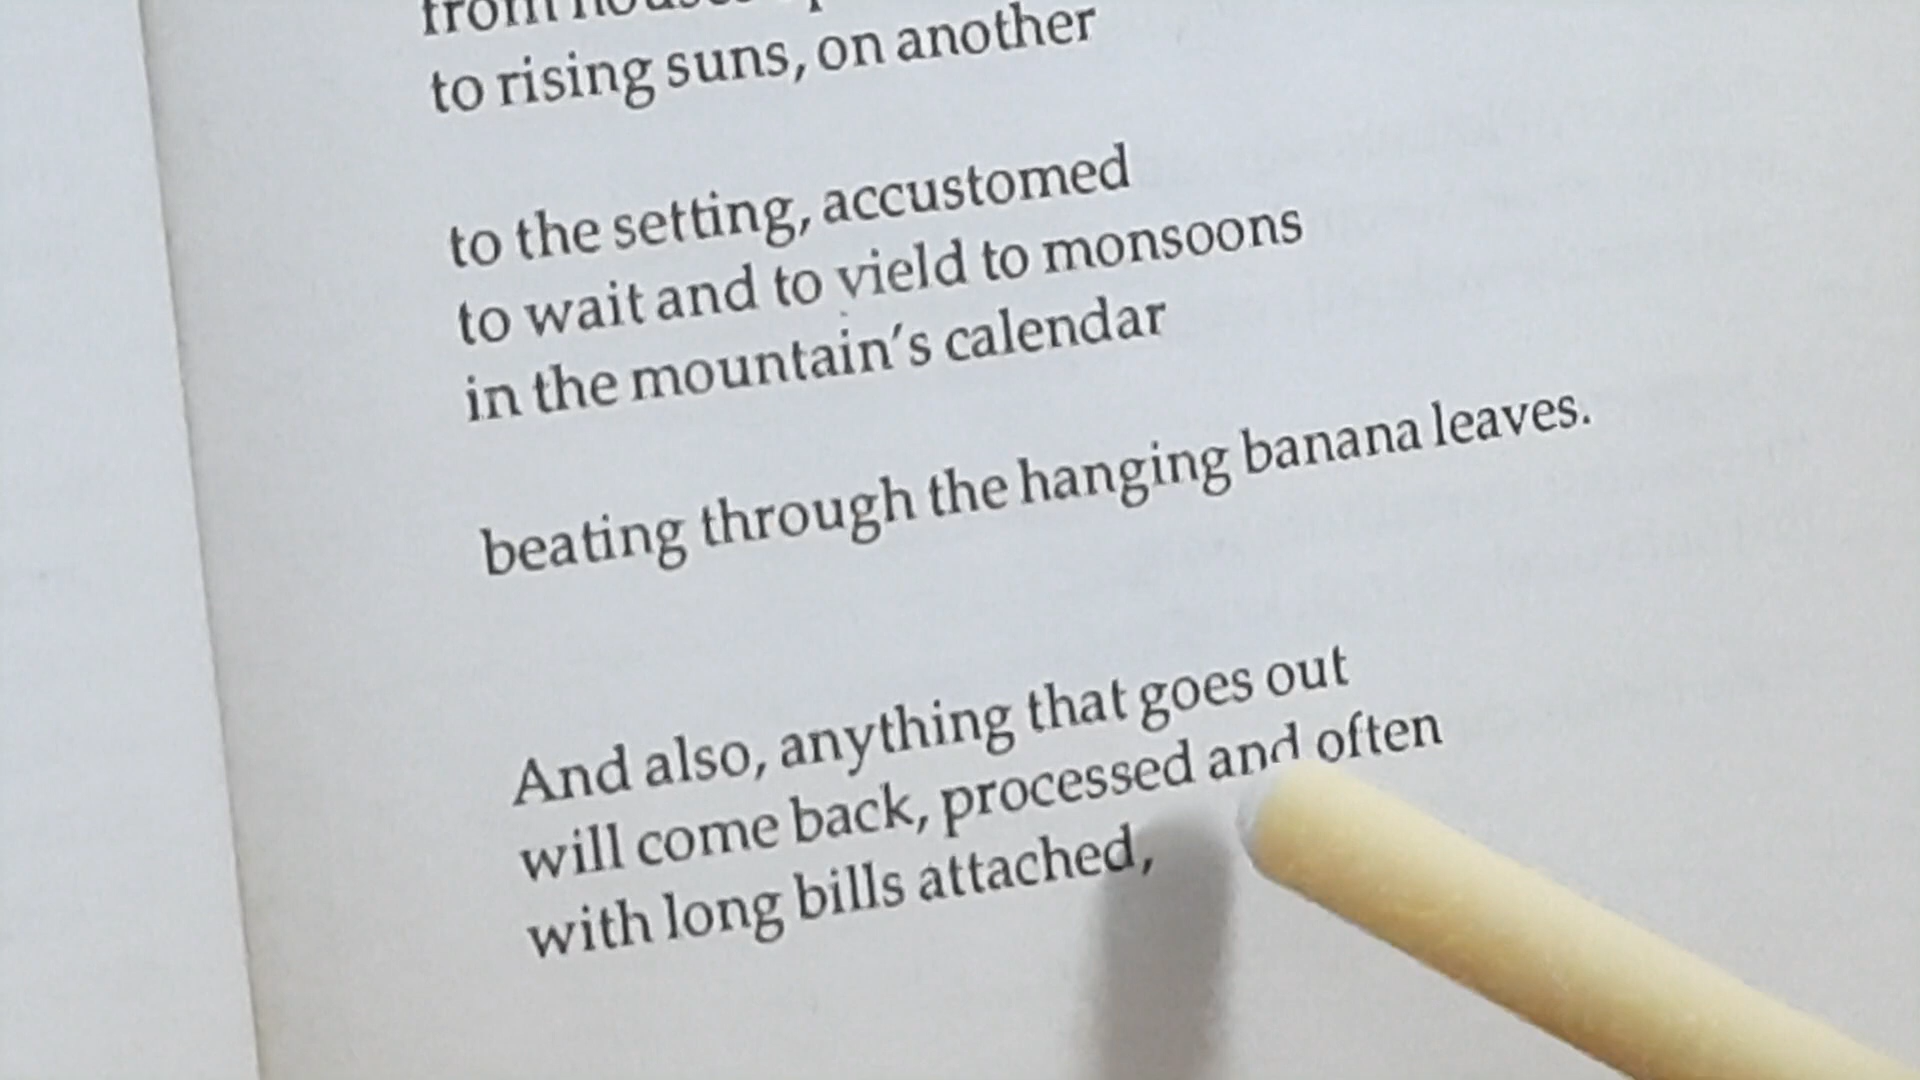 to rising suns, on another
to the setting, accustomed
to wait and to yield to monsoons
in the mountain's calendar
beating through the hanging banana leaves.
And also, anything that goes out
will come back, processed and often
with long bills attached,